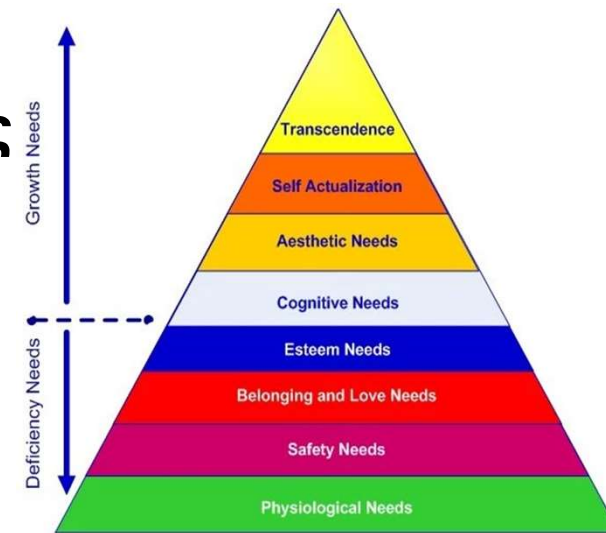 Growth Needs
Deficiency Needs
Transcendence
Self Actualization
Aesthetic Needs
Cognitive Needs
Esteem Needs
Belonging and Love Needs
Safety Needs
Physiological Needs